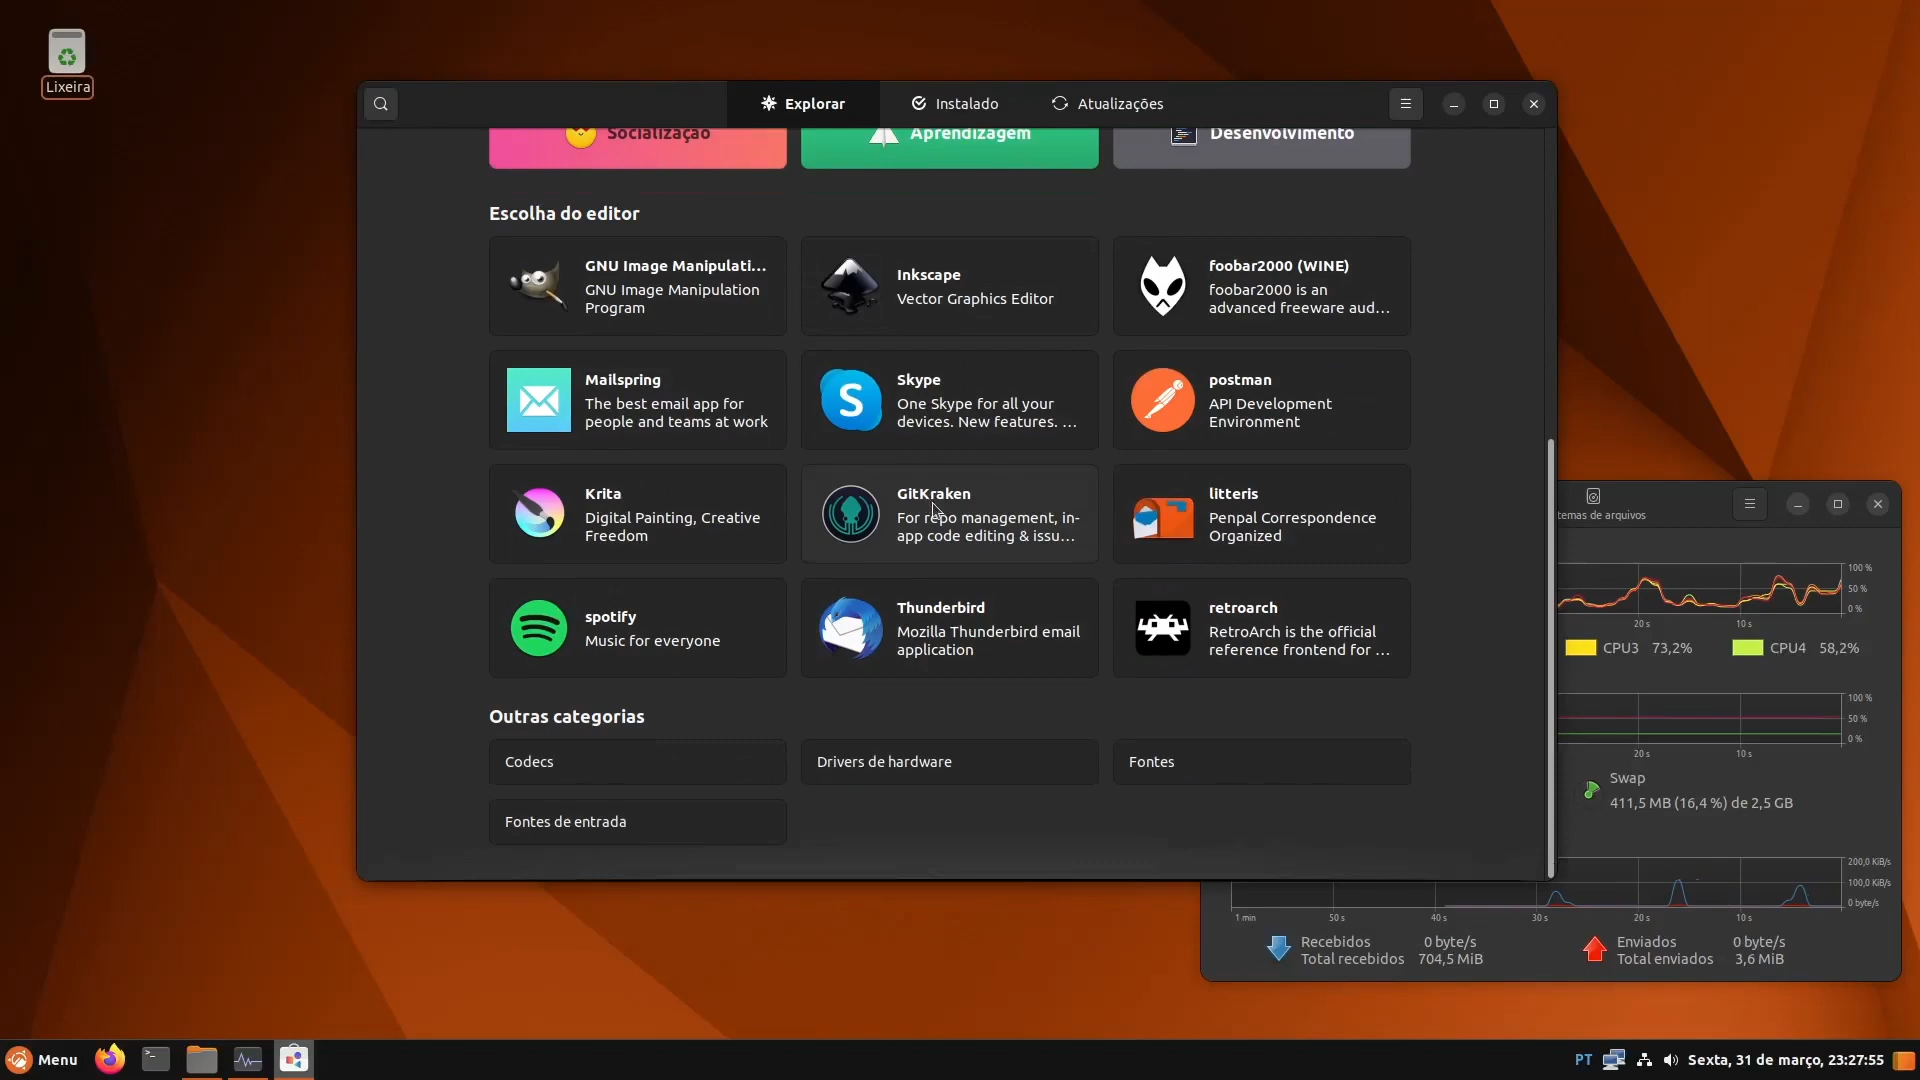 Lixeira
Explorar
Instalado
Atualizações
Socialização
Aprendizagem
Desenvolvimento
Escolha do editor
GNU Image Manipulati...
GNU Image Manipulation
Program
Inkscape
Vector Graphics Editor
foobar2000 (WINE)
foobar2000 is an
advanced freeware aud...
Mailspring
The best email app for
people and teams at work
Skype
One Skype for all your
devices. New features. ...
postman
API Development
Environment
Krita
Digital Painting, Creative
Freedom
GitKraken
For repo management, in-
app code editing & issu...
litteris
Penpal Correspondence
Organized
spotify
Music for everyone
Thunderbird
Mozilla Thunderbird email
application
retroarch
RetroArch is the official
reference frontend for ...
Outras categorias
Codecs
Drivers de hardware
Fontes
Fontes de entrada
temas de arquivos
100 %
50 %
0 %
20 s
10 s
CPU3 73,2%
CPU4 58,2%
100 %
50 %
0 %
20 s
10 s
Swap
411,5 MB (16,4 %) de 2,5 GB
200,0 KiB/s
100,0 KiB/s
0 byte/s
1 min
50 s
40 s
30 s
20 s
10 s
Recebidos 0 byte/s
Total recebidos 704,5 MiB
Enviados 0 byte/s
Total enviados 3,6 MiB
Menu
PT
Sexta, 31 de março, 23:27:55